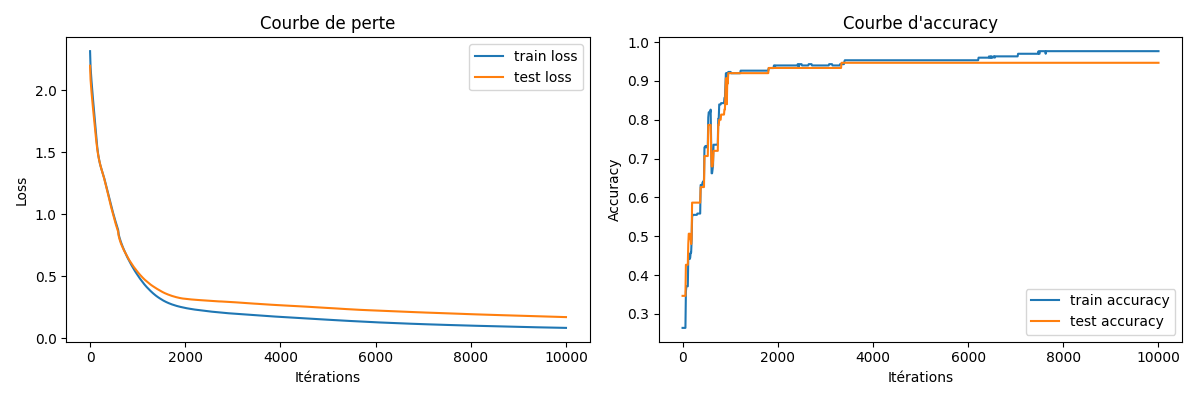 Courbe de perte
Loss
2.0
1.5
1.0
0.5
0.0
train loss
test loss
0 2000 4000 6000 8000 10000
Itérations
Courbe d'accuracy
Accuracy
1.0
0.9
0.8
0.7
0.6
0.5
0.4
0.3
train accuracy
test accuracy
0 2000 4000 6000 8000 10000
Itérations